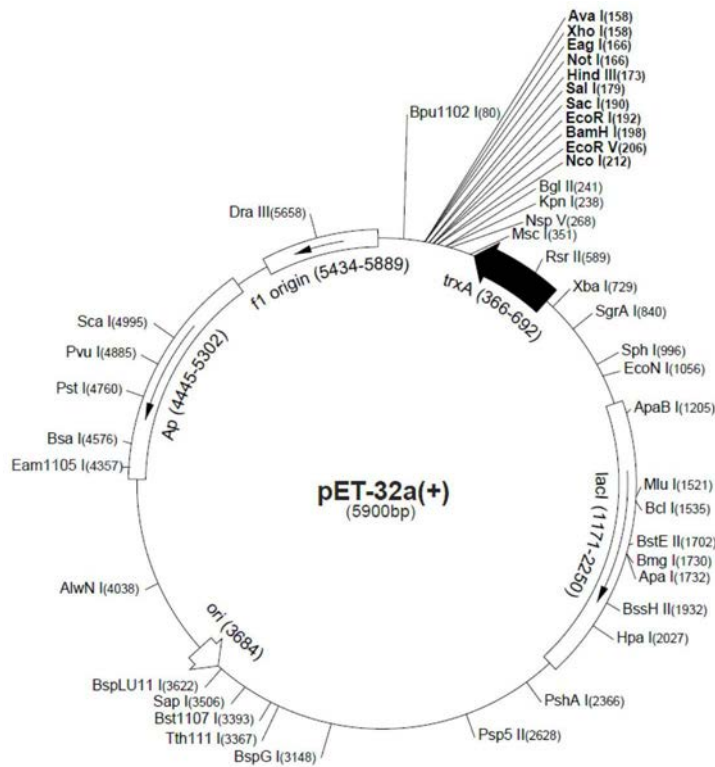 Ava I(158)
Xho I(158)
Eag I(166)
Not I(166)
Hind III(173)
Sal I(179)
Sac I(190)
EcoR I(192)
BamH I(198)
EcoR V(206)
Nco I(212)
Bpu1102 I(80)
Bgl II(241)
Kpn I(238)
Nsp V(268)
Msc I(351)
Rsr II(589)
Xba I(729)
SgrA I(840)
Sph I(996)
EcoN I(1056)
ApaB I(1205)
Mlu I(1521)
Bcl I(1535)
BstE II(1702)
Bmg I(1730)
Apa I(1732)
BssH II(1932)
Hpa I(2027)
PshA I(2366)
Psp5 II(2628)
BspG I(3148)
Tth111 I(3367)
Bst1107 I(3393)
Sap I(3506)
BspLU11 I(3622)
AlwN I(4038)
Eam1105 I(4357)
Bsa I(4576)
Pst I(4760)
Pvu I(4885)
Sca I(4995)
Dra III(5658)
f1 origin (5434-5889)
trxA (366-692)
lacI (1171-2250)
ori (3684)
Ap (4445-5302)
pET-32a(+)
(5900bp)